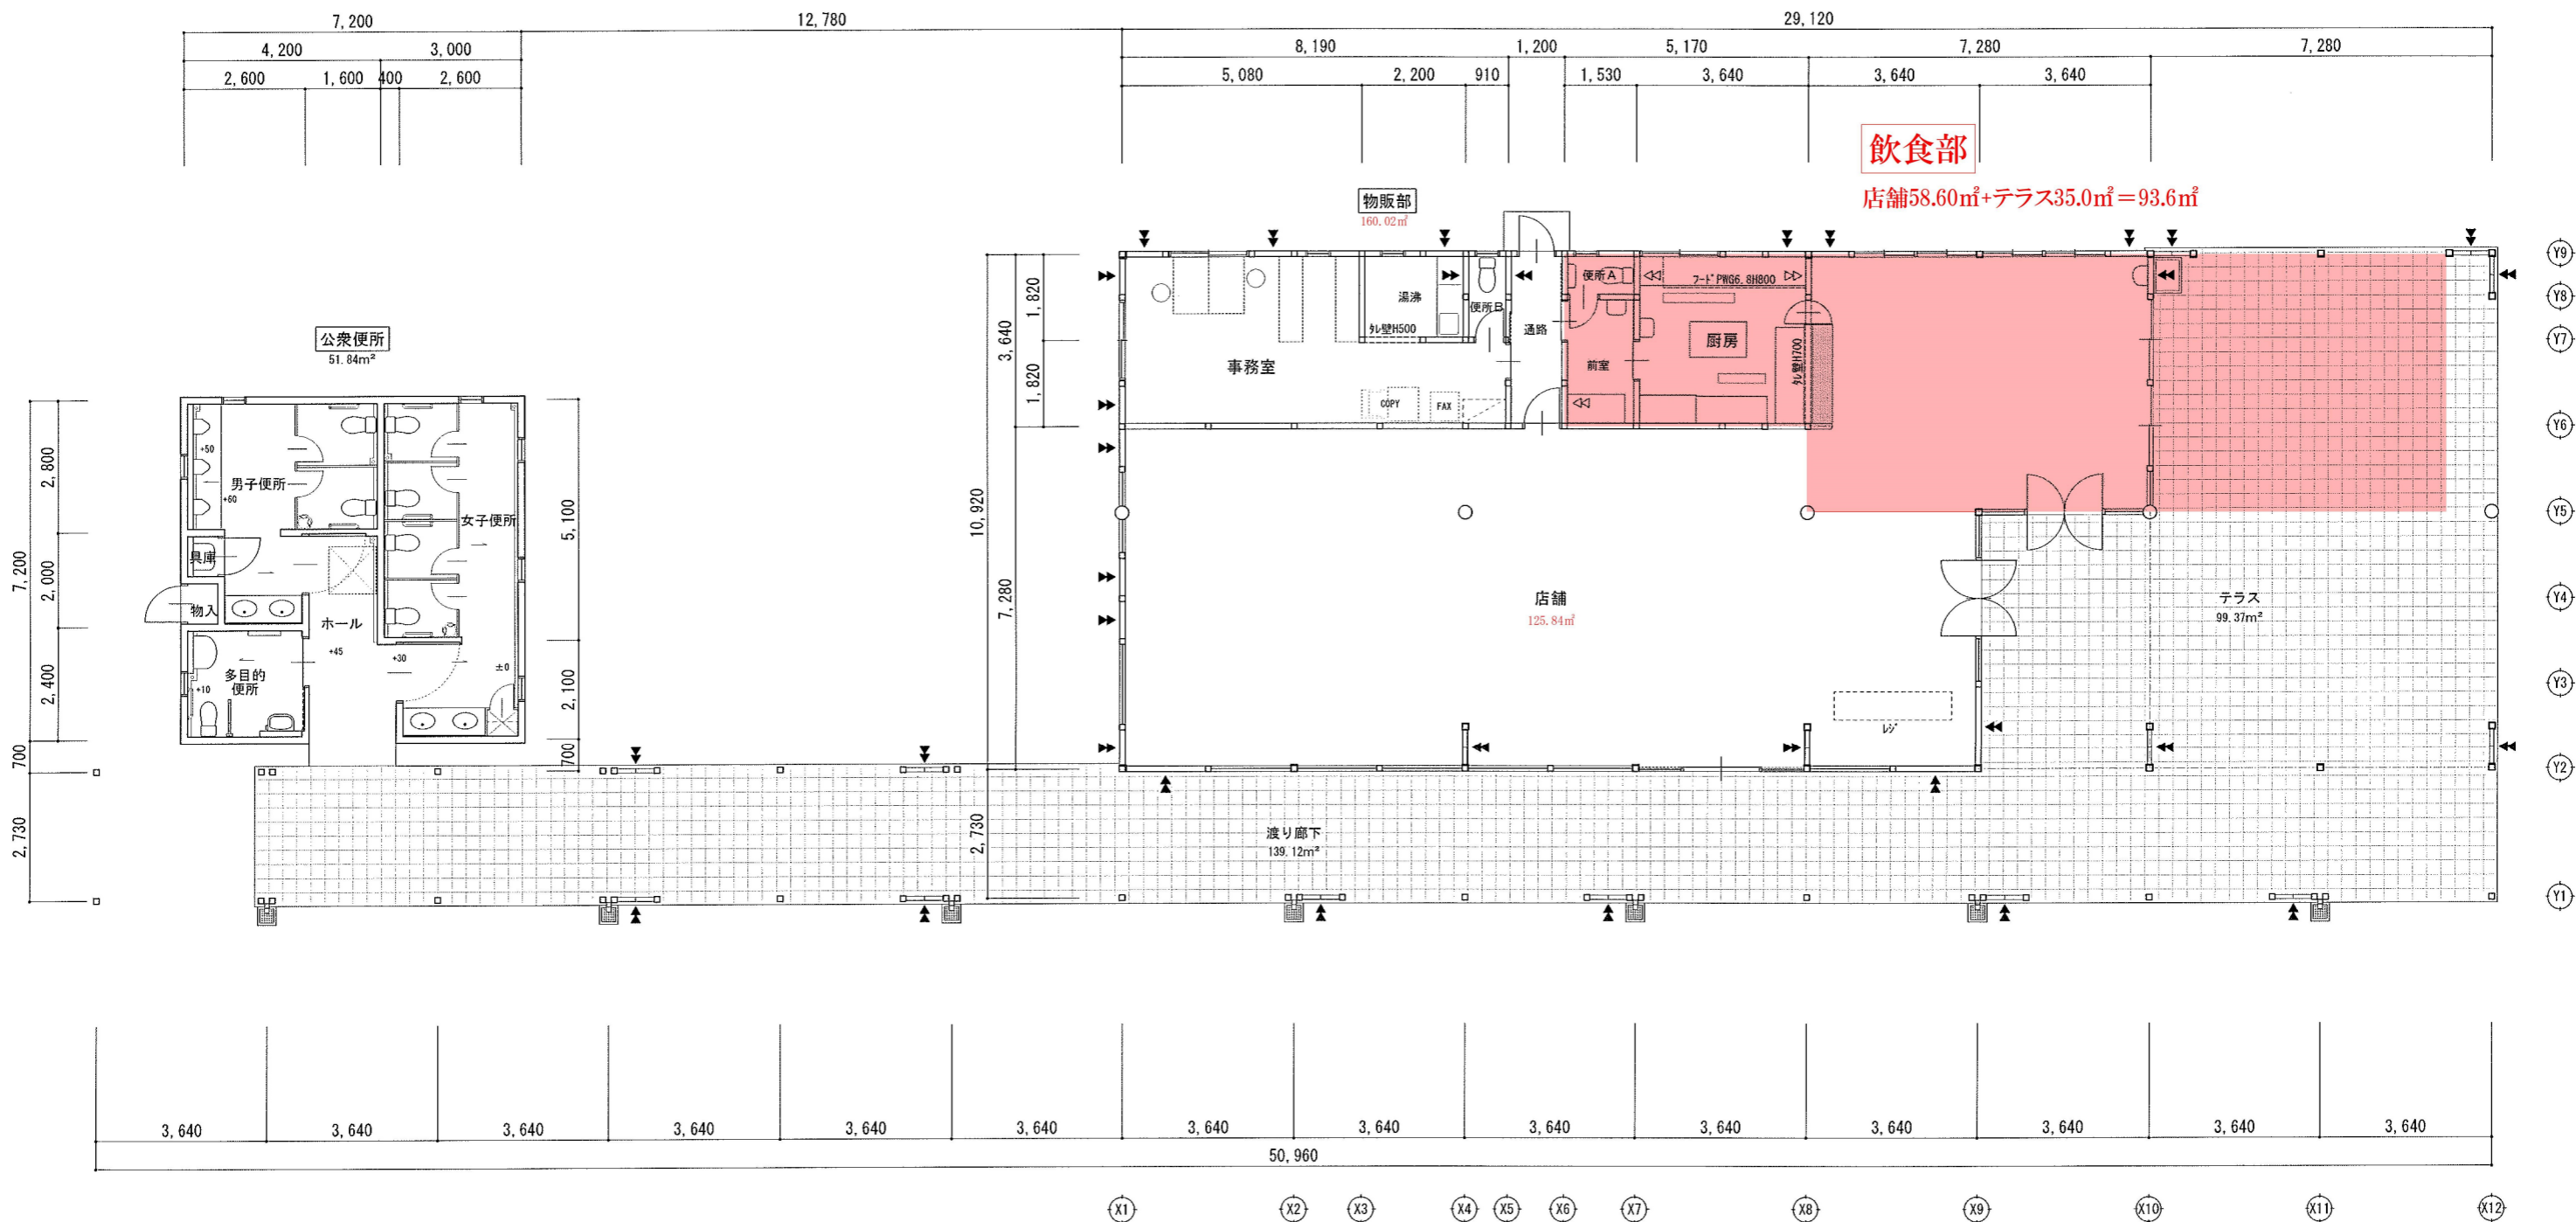 7,200
12,780
29,120
4,200
3,000
8,190
1,200
5,170
7,280
7,280
2,600
1,600
400
2,600
5,080
2,200
910
1,530
3,640
3,640
3,640
飲食部
店舗58.60㎡+テラス35.0㎡＝93.6㎡
物販部
160.02㎡
公衆便所
51.84m²
事務室
湯沸
ﾀﾚ壁H500
便所B
通路
便所A
前室
厨房
ﾌｰﾄﾞPWG6.8H800
ﾀﾚ壁H700
COPY
FAX
1,820
3,640
1,820
10,920
7,280
2,730
店舗
125.84㎡
ﾚｼﾞ
テラス
99.37m²
渡り廊下
139.12m²
+50
男子便所
+60
女子便所
具庫
物入
ホール
+45
+30
±0
多目的
便所
+10
2,800
7,200
2,000
2,400
700
2,730
5,100
2,100
700
Y9
Y8
Y7
Y6
Y5
Y4
Y3
Y2
Y1
3,640
3,640
3,640
3,640
3,640
3,640
3,640
3,640
3,640
3,640
3,640
3,640
3,640
3,640
50,960
X1
X2
X3
X4
X5
X6
X7
X8
X9
X10
X11
X12